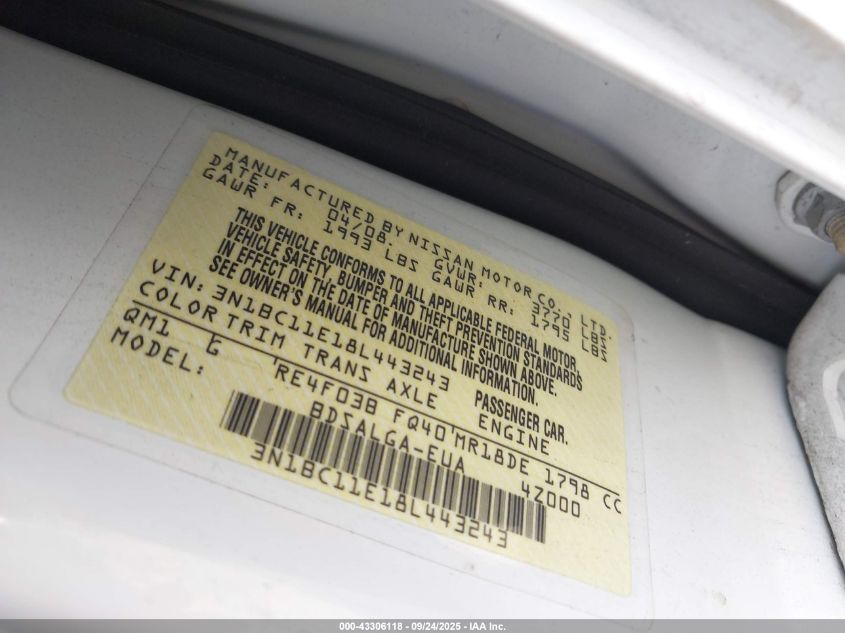 MANUFACTURED BY NISSAN MOTOR CO., LTD.
DATE: 04/08. GVWR: 3770 LBS
GAWR FR: 1993 LBS GAWR RR: 1795 LBS
THIS VEHICLE CONFORMS TO ALL APPLICABLE FEDERAL MOTOR
VEHICLE SAFETY, BUMPER AND THEFT PREVENTION STANDARDS
IN EFFECT ON THE DATE OF MANUFACTURE SHOWN ABOVE.
SEE OWNER'S MANUAL FOR ADDITIONAL INFORMATION.
VIN: 3N1BC11E18L443243 PASSENGER CAR.
COLOR TRIM TRANS AXLE ENGINE
QM1 G RE4F03B FQ40 MR18DE 1798 CC
MODEL: BDSALGA-EUA 4Z000
3N1BC11E18L443243
000-43306118 - 09/24/2025 - IAA Inc.